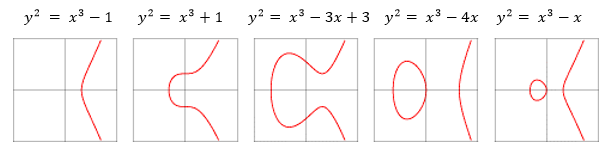 y² = x³ − 1 y² = x³ + 1 y² = x³ − 3x + 3 y² = x³ − 4x y² = x³ − x